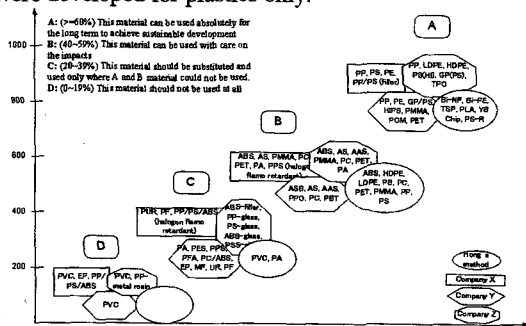 were developed for plastics only.
A: (>=60%) This material can be used absolutely for
the long term to achieve sustainable development
B: (40~59%) This material can be used with care on
the impacts
C: (20~39%) This material should be substituted and
used only where A and B material could not be used.
D: (0~19%) This material should not be used at all
A
1000
800
600
400
200
PP, PS, PE,
PP/PS (filler)
PP, LDPE, HDPE,
PS(HI), GP(PS),
TPO
PP, PE, GP/PS,
HIPS, PMMA,
POM, PET
Bi-NP, Bi-PE,
TSP, PLA, YB
Chip, PS-R
B
ABS, AS, PMMA, PC,
PET, PA, PPS (halogen
flame retardant)
ABS, AS, AAS,
PMMA, PC, PET,
PA
ASB, AS, AAS,
PPO, PC, PBT
ABS, HDPE,
LDPE, PB, PC,
PET, PMMA, PP,
PS
C
PUR, PF, PP/PS/ABS
(halogen flame
retardant)
ABS-filler,
PP-glass,
PS-glass,
ABS-glass,
PA, PES, PPS,
PFA, PC/ABS,
EP, MF, UR, PF
PVC, PA
D
PVC, EP, PP/
PS/ABS
PVC, PP-
metal resin
PVC
Hong's
method
Company X
Company Y
Company Z